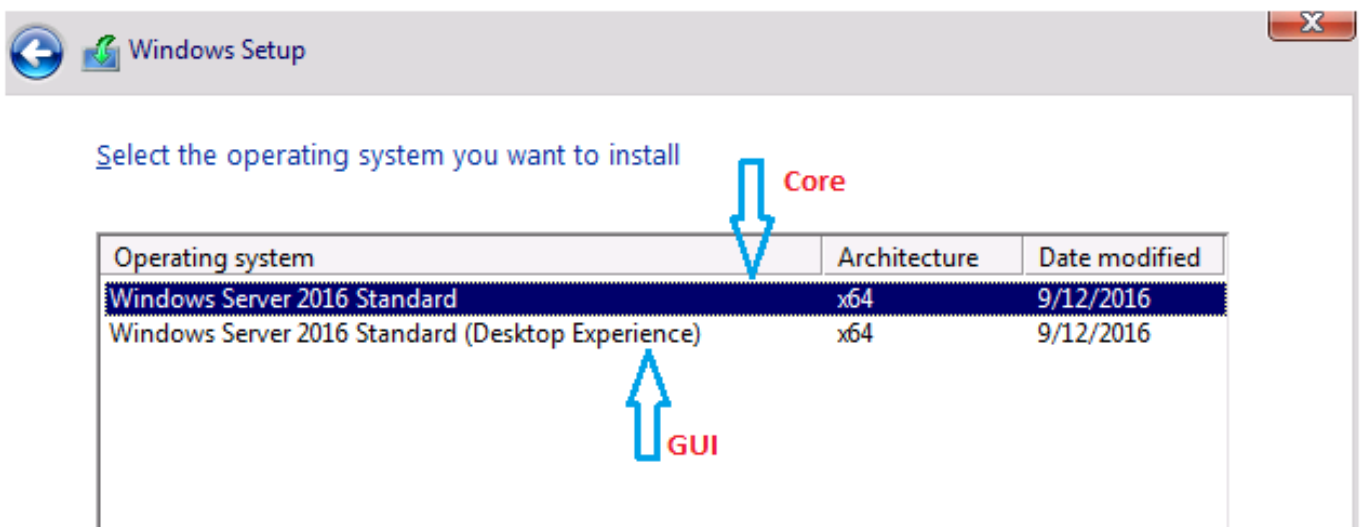 Windows Setup
Select the operating system you want to install
Core
Operating system Architecture Date modified
Windows Server 2016 Standard x64 9/12/2016
Windows Server 2016 Standard (Desktop Experience) x64 9/12/2016
GUI